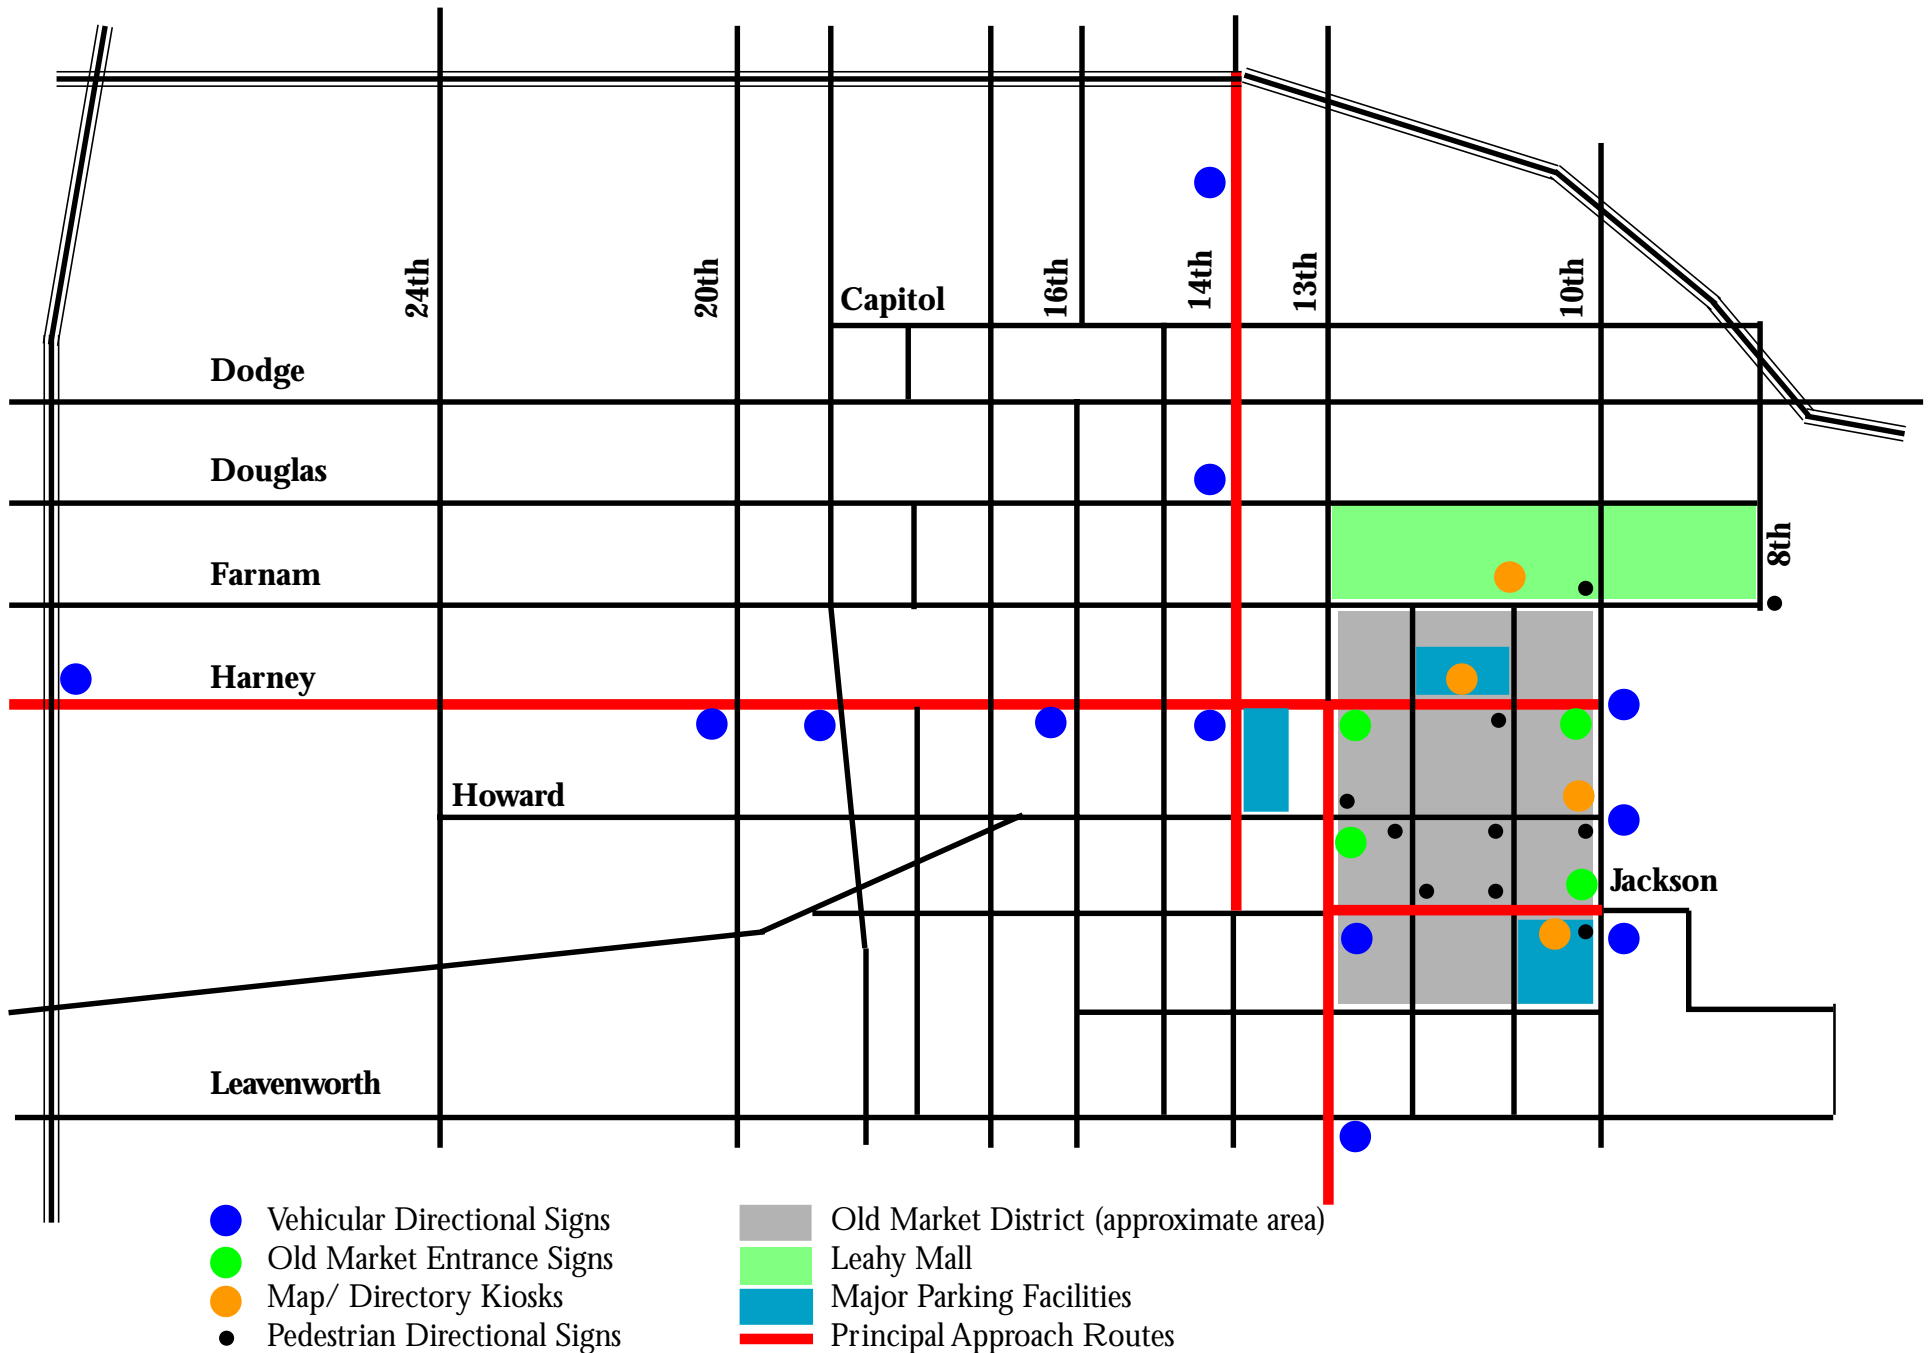 24th
20th
16th
14th
13th
10th
Capitol
Dodge
Douglas
8th
Farnam
Harney
Howard
Jackson
Leavenworth
Vehicular Directional Signs
Old Market Entrance Signs
Map/ Directory Kiosks
Pedestrian Directional Signs
Old Market District (approximate area)
Leahy Mall
Major Parking Facilities
Principal Approach Routes